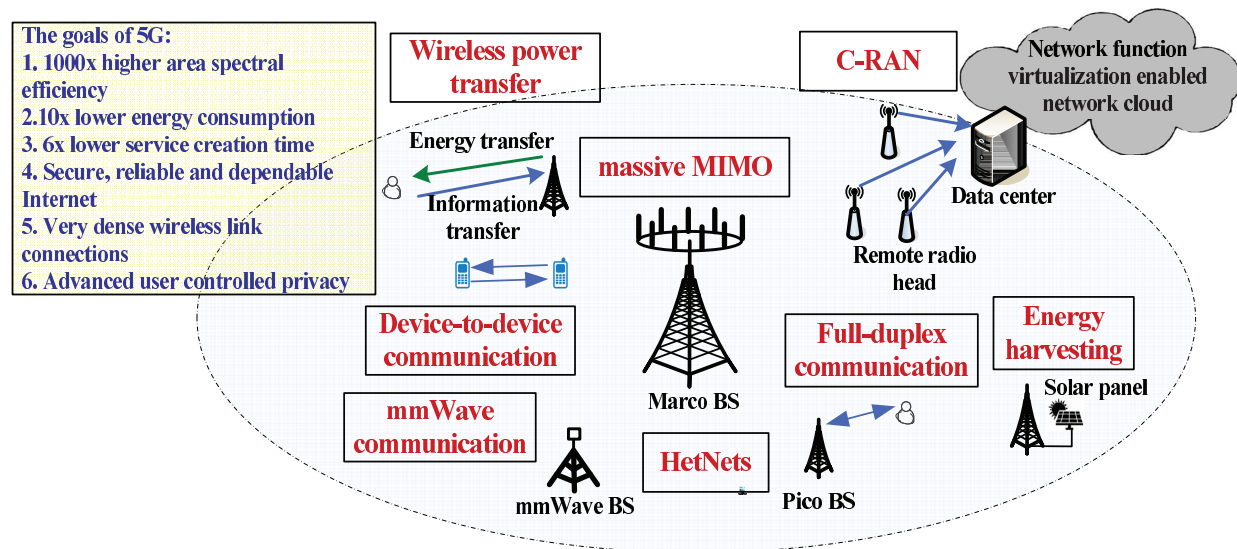 The goals of 5G:
1. 1000x higher area spectral
efficiency
2.10x lower energy consumption
3. 6x lower service creation time
4. Secure, reliable and dependable
Internet
5. Very dense wireless link
connections
6. Advanced user controlled privacy
Wireless power
transfer
C-RAN
Network function
virtualization enabled
network cloud
Energy transfer
massive MIMO
Information
transfer
Data center
Remote radio
head
Device-to-device
communication
Full-duplex
communication
Energy
harvesting
Marco BS
Solar panel
mmWave
communication
HetNets
mmWave BS
Pico BS